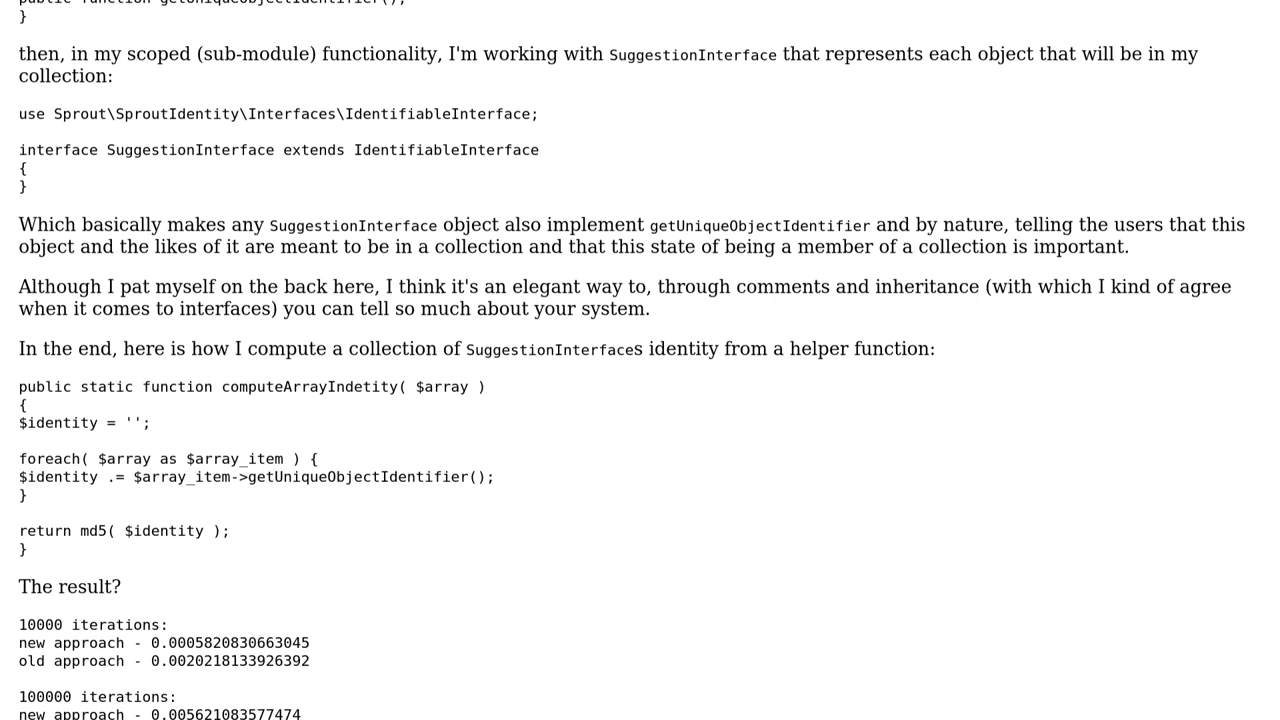 public function getUniqueObjectIdentifier();
}
then, in my scoped (sub-module) functionality, I'm working with SuggestionInterface that represents each object that will be in my
collection:
use Sprout\SproutIdentity\Interfaces\IdentifiableInterface;
interface SuggestionInterface extends IdentifiableInterface
{
}
Which basically makes any SuggestionInterface object also implement getUniqueObjectIdentifier and by nature, telling the users that this
object and the likes of it are meant to be in a collection and that this state of being a member of a collection is important.
Although I pat myself on the back here, I think it's an elegant way to, through comments and inheritance (with which I kind of agree
when it comes to interfaces) you can tell so much about your system.
In the end, here is how I compute a collection of SuggestionInterfaces identity from a helper function:
public static function computeArrayIndetity( $array )
{
$identity = '';
foreach( $array as $array_item ) {
$identity .= $array_item->getUniqueObjectIdentifier();
}
return md5( $identity );
}
The result?
10000 iterations:
new approach - 0.0005820830663045
old approach - 0.0020218133926392
100000 iterations:
new approach - 0.005621083577474